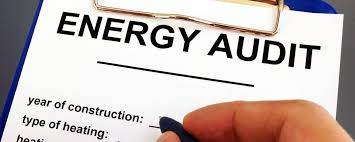 ENERGY AUDIT
year of construction:
type of heating: